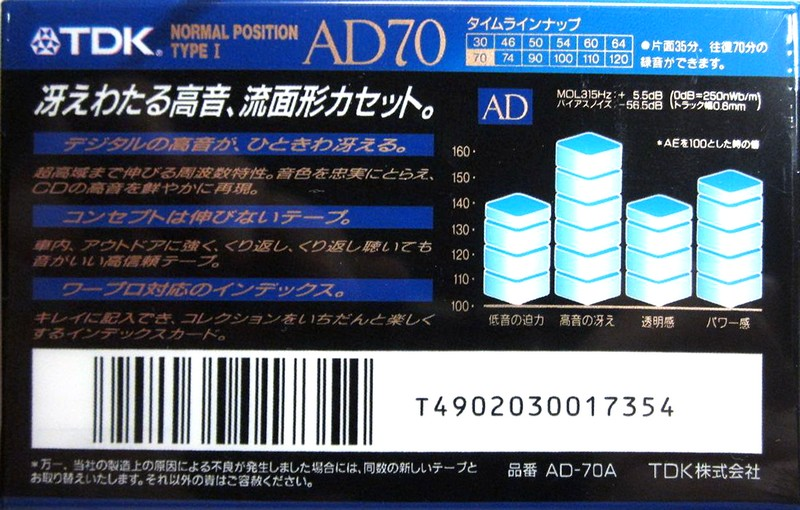 TDK.
NORMAL POSITION
TYPE I
AD70
タイムラインナップ
30 46 50 54 60 64
70 74 90 100 110 120
●片面35分、往復70分の
録音ができます。
冴えわたる高音、流面形カセット。
デジタルの高音が、ひときわ冴える。
超高域まで伸びる周波数特性。音色を忠実にとらえ、
CDの高音を鮮やかに再現。
コンセプトは伸びないテープ。
車内、アウトドアに強く、くり返し、くり返し聴いても
音がいい高信頼テープ。
ワープロ対応のインデックス。
キレイに記入でき、コレクションをいちだんと楽しく
するインデックスカード。
AD
MOL315Hz:+ 5.5dB (0dB=250nWb/m)
バイアスノイズ:-56.5dB (トラック幅0.6mm)
*AEを100とした時の値
160
150
140
130
120
110
100
低音の迫力 高音の冴え 透明感 パワー感
T4902030017354
*万一、当社の製造上の原因による不良が発生しました場合には、同数の新しいテープと
お取り替えいたします。それ以外の責はご容赦ください。
品番 AD-70A TDK株式会社